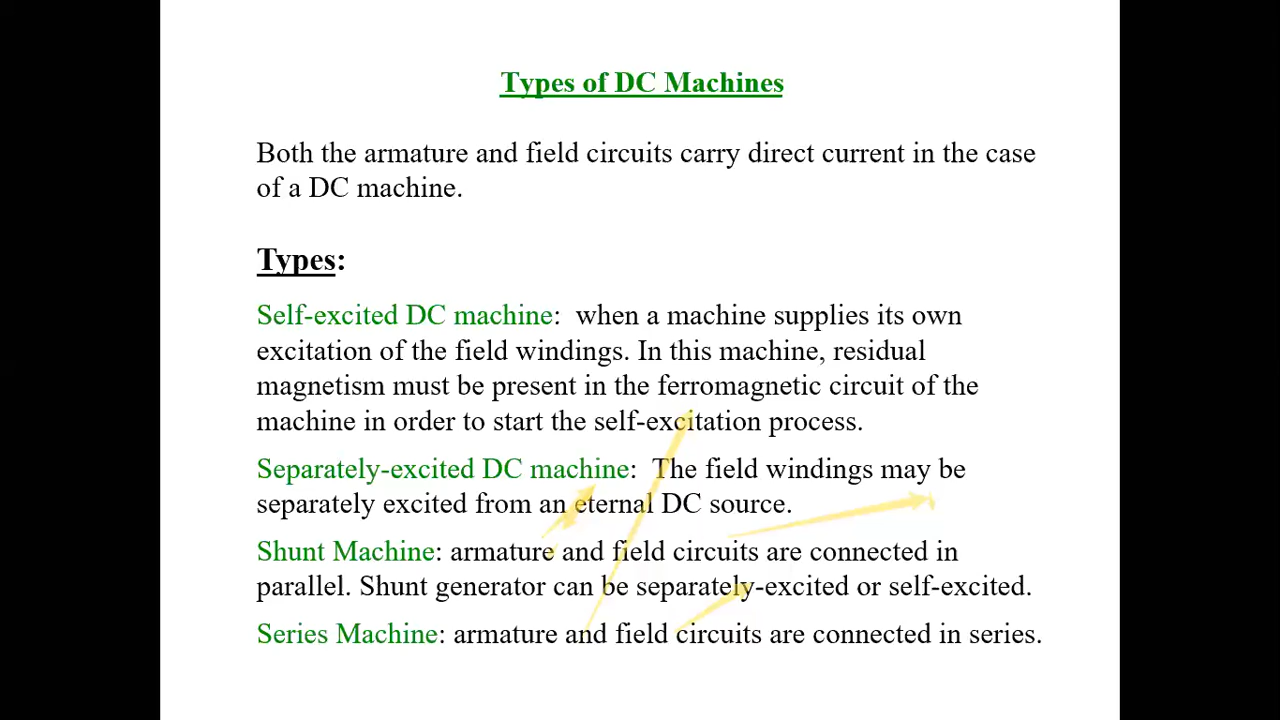 Types of DC Machines
Both the armature and field circuits carry direct current in the case
of a DC machine.
Types:
Self-excited DC machine: when a machine supplies its own
excitation of the field windings. In this machine, residual
magnetism must be present in the ferromagnetic circuit of the
machine in order to start the self-excitation process.
Separately-excited DC machine: The field windings may be
separately excited from an eternal DC source.
Shunt Machine: armature and field circuits are connected in
parallel. Shunt generator can be separately-excited or self-excited.
Series Machine: armature and field circuits are connected in series.